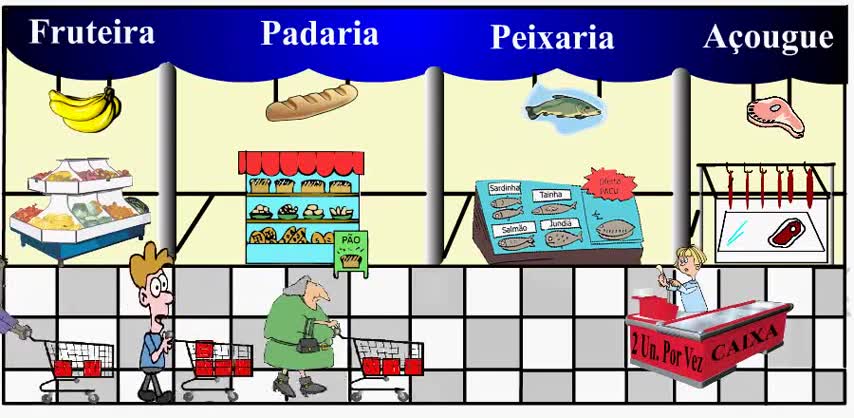 Fruteira
Padaria
Peixaria
Açougue
Oferta
PACU
Sardinha
Tainha
Salmão
Jundiá
PÃO
2 Un. Por Vez
CAIXA